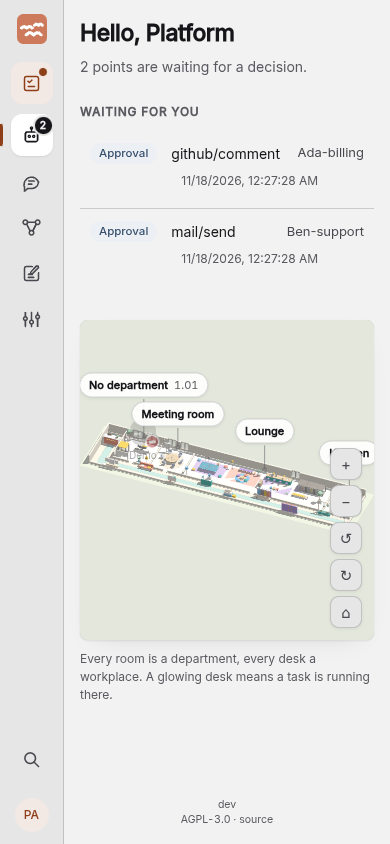 Hello, Platform
2 points are waiting for a decision.
WAITING FOR YOU
2
Approval github/comment Ada-billing
11/18/2026, 12:27:28 AM
Approval mail/send Ben-support
11/18/2026, 12:27:28 AM
No department 1.01
Meeting room
Lounge
+
−
↺
↻
⌂
Every room is a department, every desk a
workplace. A glowing desk means a task is running
there.
PA
dev
AGPL-3.0 · source